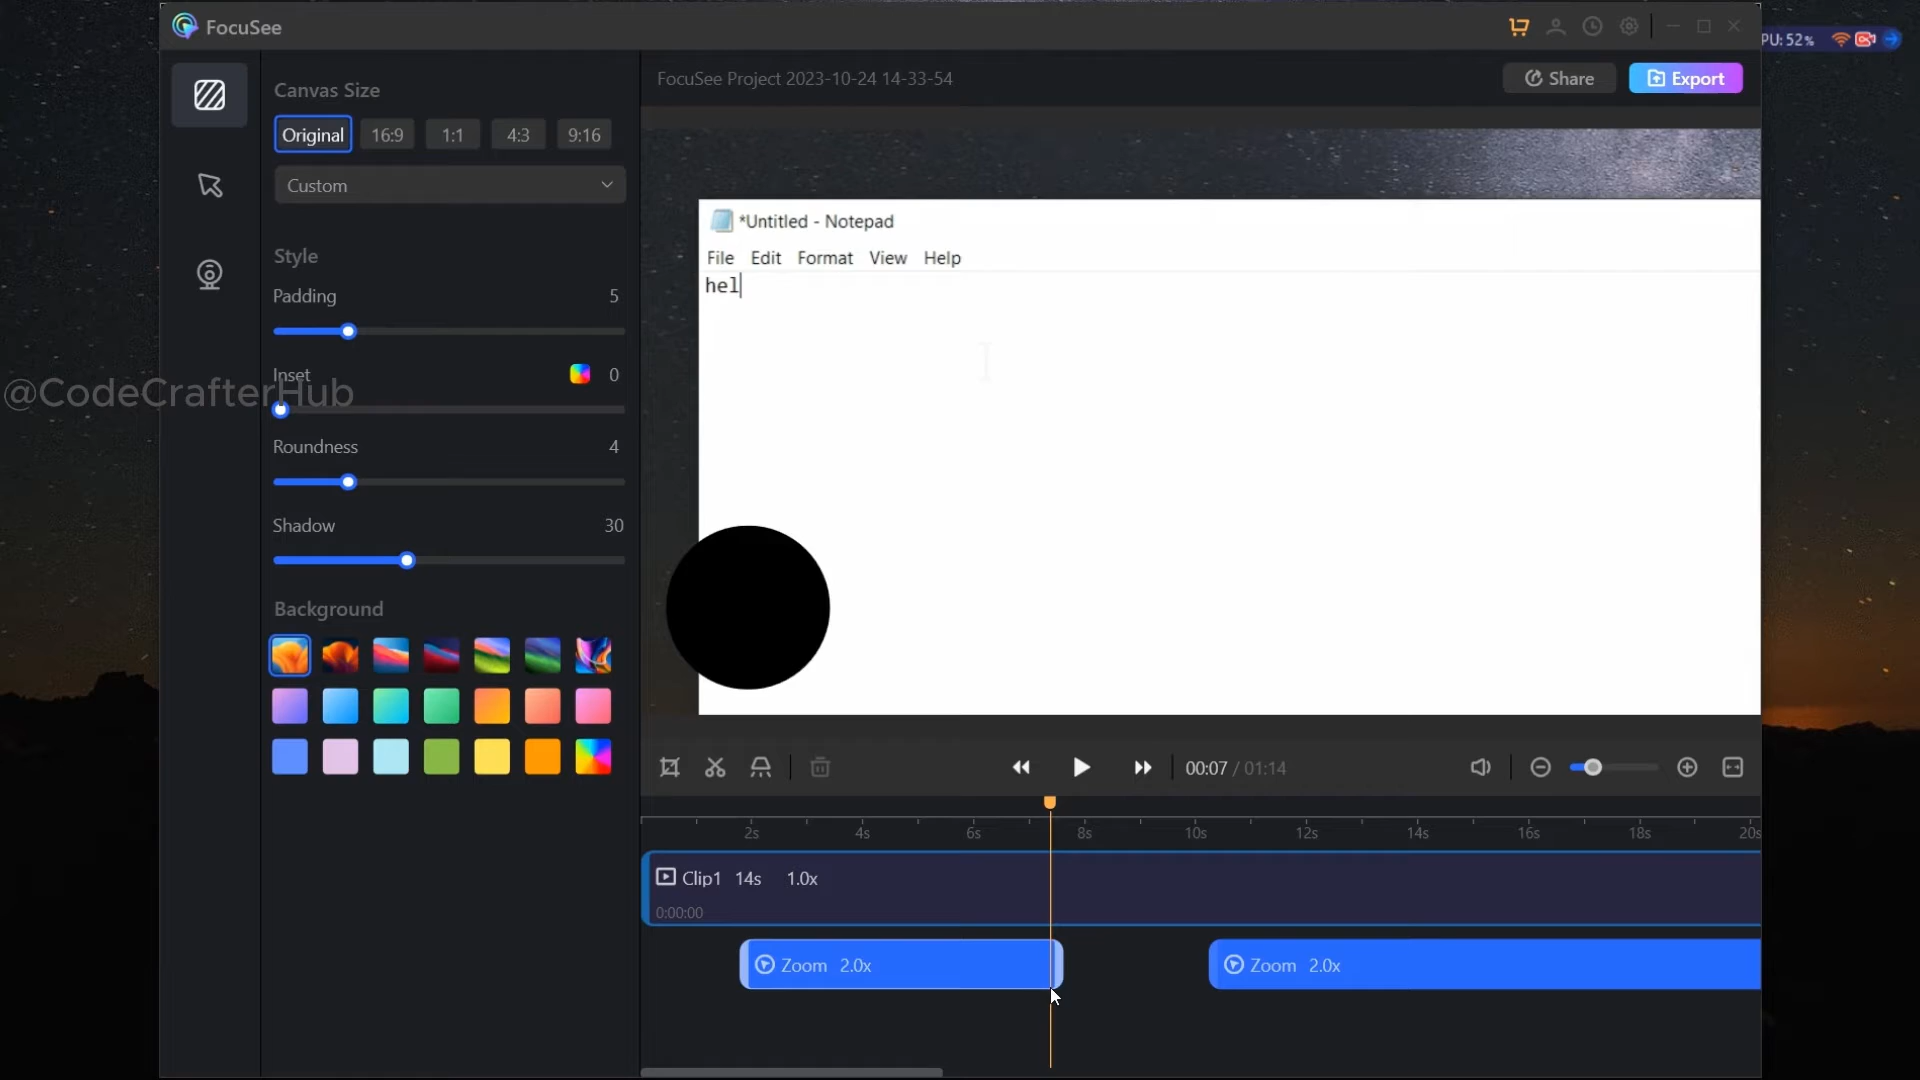 FocuSee
PU: 52%
FocuSee Project 2023-10-24 14-33-54
Share
Export
Canvas Size
Original
16:9
1:1
4:3
9:16
Custom
Style
Padding
5
Inset
0
@CodeCrafterHub
Roundness
4
Shadow
30
Background
*Untitled - Notepad
File Edit Format View Help
hel
00:07 / 01:14
2s 4s 6s 8s 10s 12s 14s 16s 18s 20s
Clip1 14s 1.0x
0:00:00
Zoom 2.0x
Zoom 2.0x